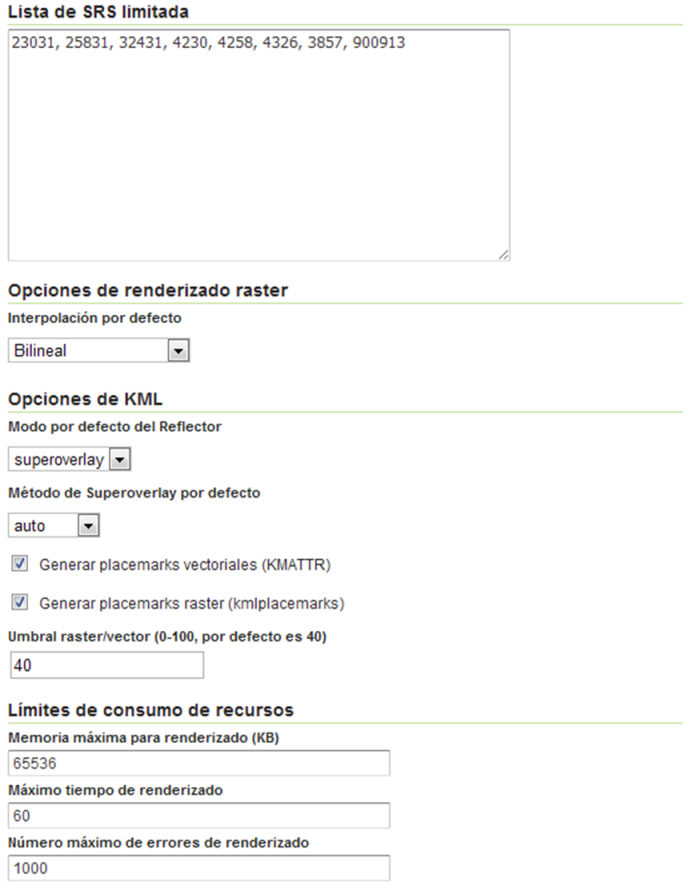 Lista de SRS limitada
23031, 25831, 32431, 4230, 4258, 4326, 3857, 900913
Opciones de renderizado raster
Interpolación por defecto
Bilineal
Opciones de KML
Modo por defecto del Reflector
superoverlay
Método de Superoverlay por defecto
auto
Generar placemarks vectoriales (KMATTR)
Generar placemarks raster (kmlplacemarks)
Umbral raster/vector (0-100, por defecto es 40)
40
Límites de consumo de recursos
Memoria máxima para renderizado (KB)
65536
Máximo tiempo de renderizado
60
Número máximo de errores de renderizado
1000